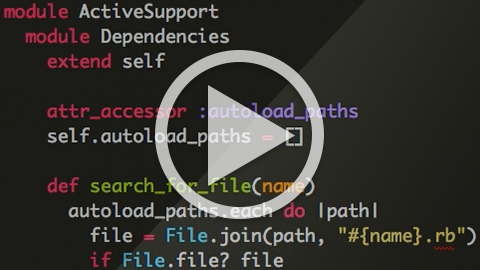 module ActiveSupport
module Dependencies
extend self
attr_accessor :autoload_paths
self.autoload_paths = []
def search_for_file(name)
autoload_paths.each do |path|
file = File.join(path, "#{name}.rb")
if File.file? file